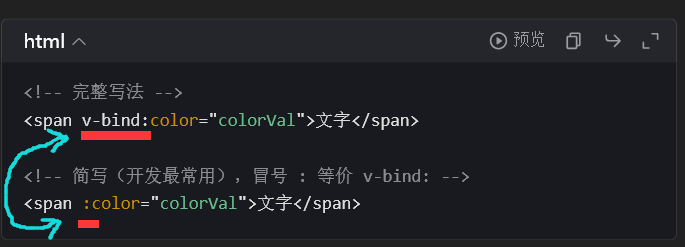 html
预览
<!-- 完整写法 -->
<span v-bind:color="colorVal">文字</span>
<!-- 简写（开发最常用），冒号 : 等价 v-bind: -->
<span :color="colorVal">文字</span>